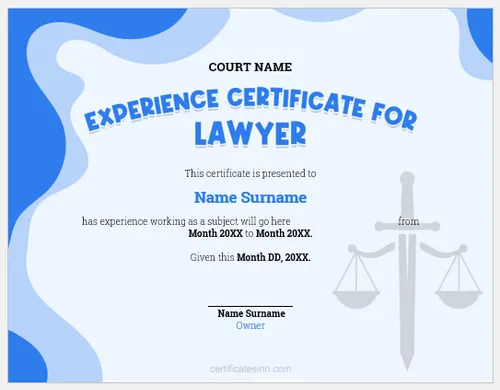 COURT NAME
EXPERIENCE CERTIFICATE FOR
LAWYER
This certificate is presented to
Name Surname
has experience working as a subject will go here from
Month 20XX to Month 20XX.
Given this Month DD, 20XX.
Name Surname
Owner
certificatesinn.com